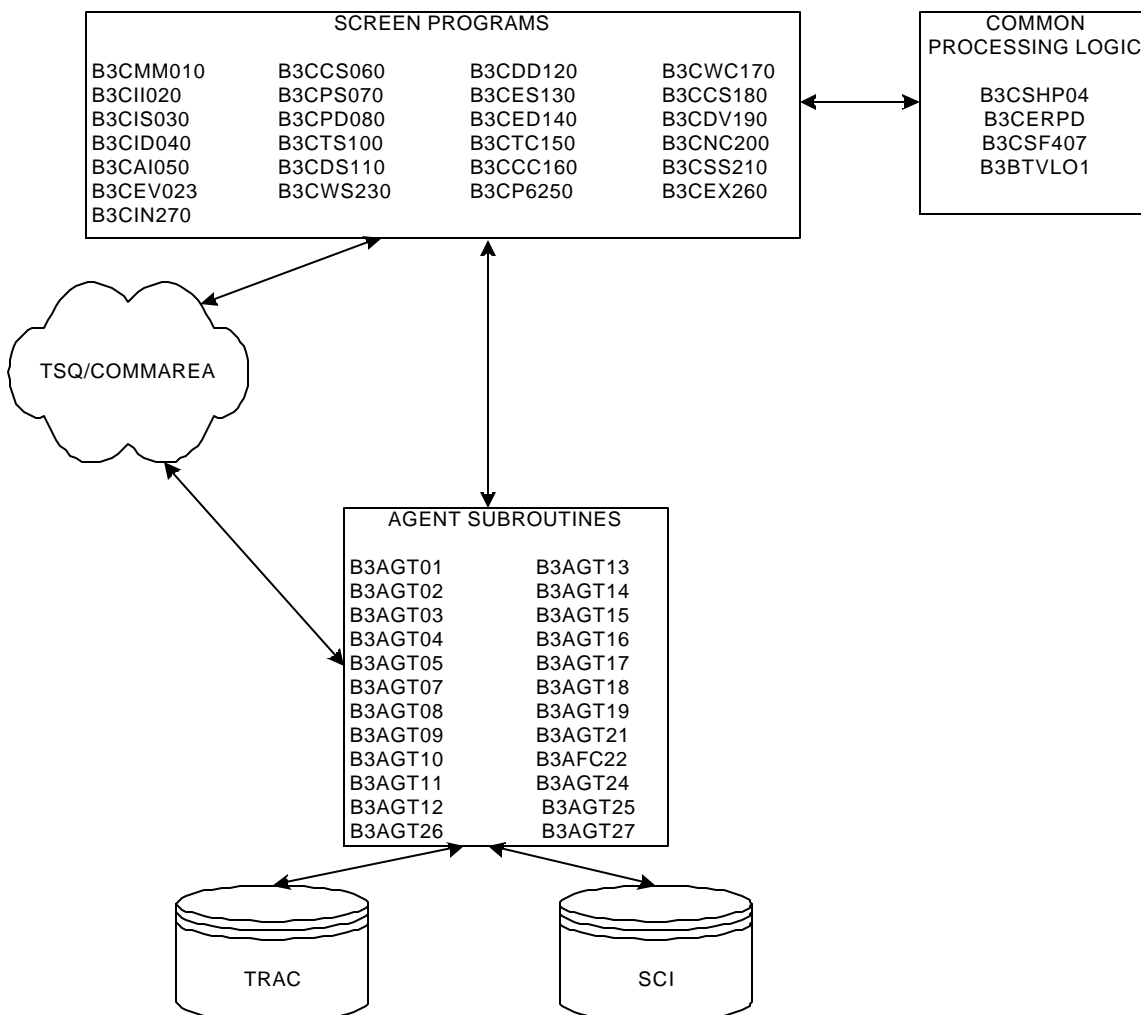 SCREEN PROGRAMS
B3CMM010 B3CCS060 B3CDD120 B3CWC170
B3CII020 B3CPS070 B3CES130 B3CCS180
B3CIS030 B3CPD080 B3CED140 B3CDV190
B3CID040 B3CTS100 B3CTC150 B3CNC200
B3CAI050 B3CDS110 B3CCC160 B3CSS210
B3CEV023 B3CWS230 B3CP6250 B3CEX260
B3CIN270
COMMON
PROCESSING LOGIC
B3CSHP04
B3CERPD
B3CSF407
B3BTVLO1
TSQ/COMMAREA
AGENT SUBROUTINES
B3AGT01 B3AGT13
B3AGT02 B3AGT14
B3AGT03 B3AGT15
B3AGT04 B3AGT16
B3AGT05 B3AGT17
B3AGT07 B3AGT18
B3AGT08 B3AGT19
B3AGT09 B3AGT21
B3AGT10 B3AFC22
B3AGT11 B3AGT24
B3AGT12 B3AGT25
B3AGT26 B3AGT27
TRAC
SCI